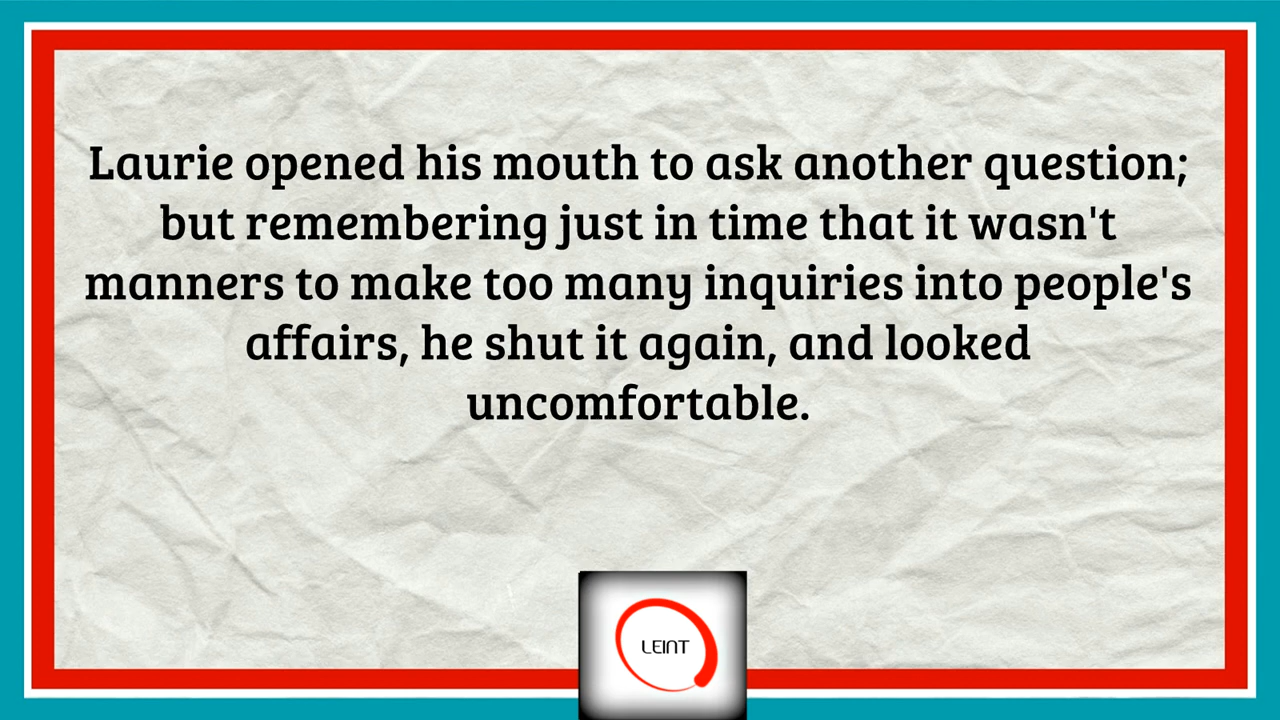 Laurie opened his mouth to ask another question;
but remembering just in time that it wasn't
manners to make too many inquiries into people's
affairs, he shut it again, and looked
uncomfortable.
LEINT